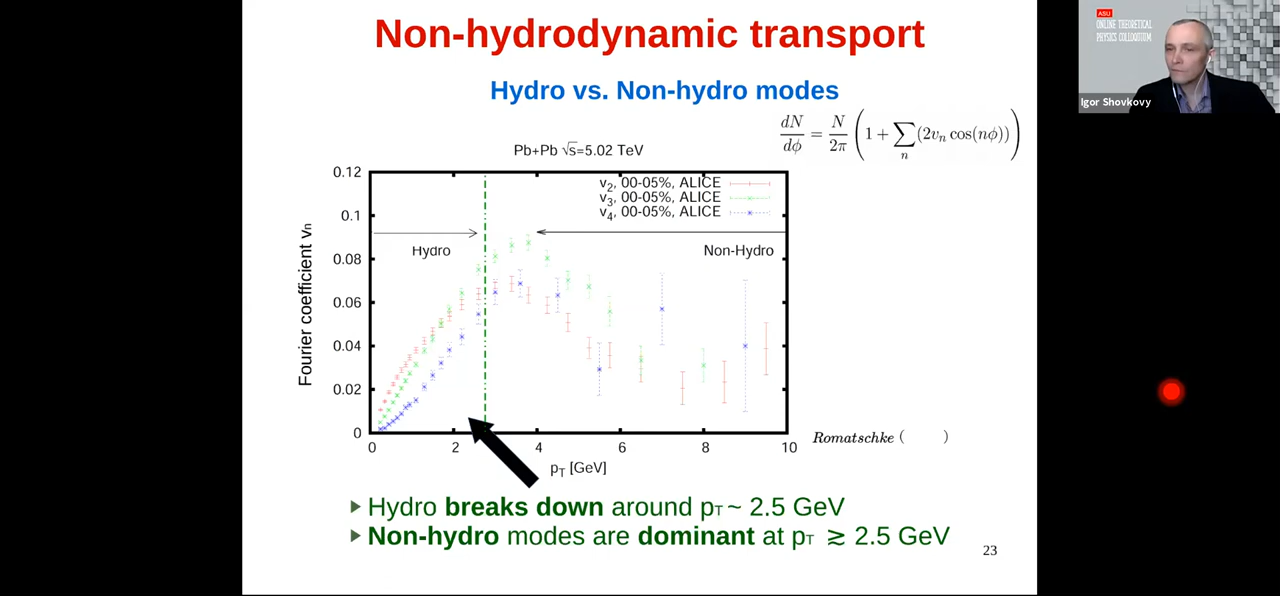 Non-hydrodynamic transport
Hydro vs. Non-hydro modes
dN/dϕ = N/2π (1 + ∑n (2vn cos(nϕ)))
Pb+Pb √s=5.02 TeV
v2, 00-05%, ALICE
v3, 00-05%, ALICE
v4, 00-05%, ALICE
Hydro
Non-Hydro
Fourier coefficient vn
0.12
0.1
0.08
0.06
0.04
0.02
0
0 2 4 6 8 10
pT [GeV]
Romatschke ( )
Hydro breaks down around pT ~ 2.5 GeV
Non-hydro modes are dominant at pT ≳ 2.5 GeV
23
ASU
ONLINE THEORETICAL
PHYSICS COLLOQUIUM
Igor Shovkovy